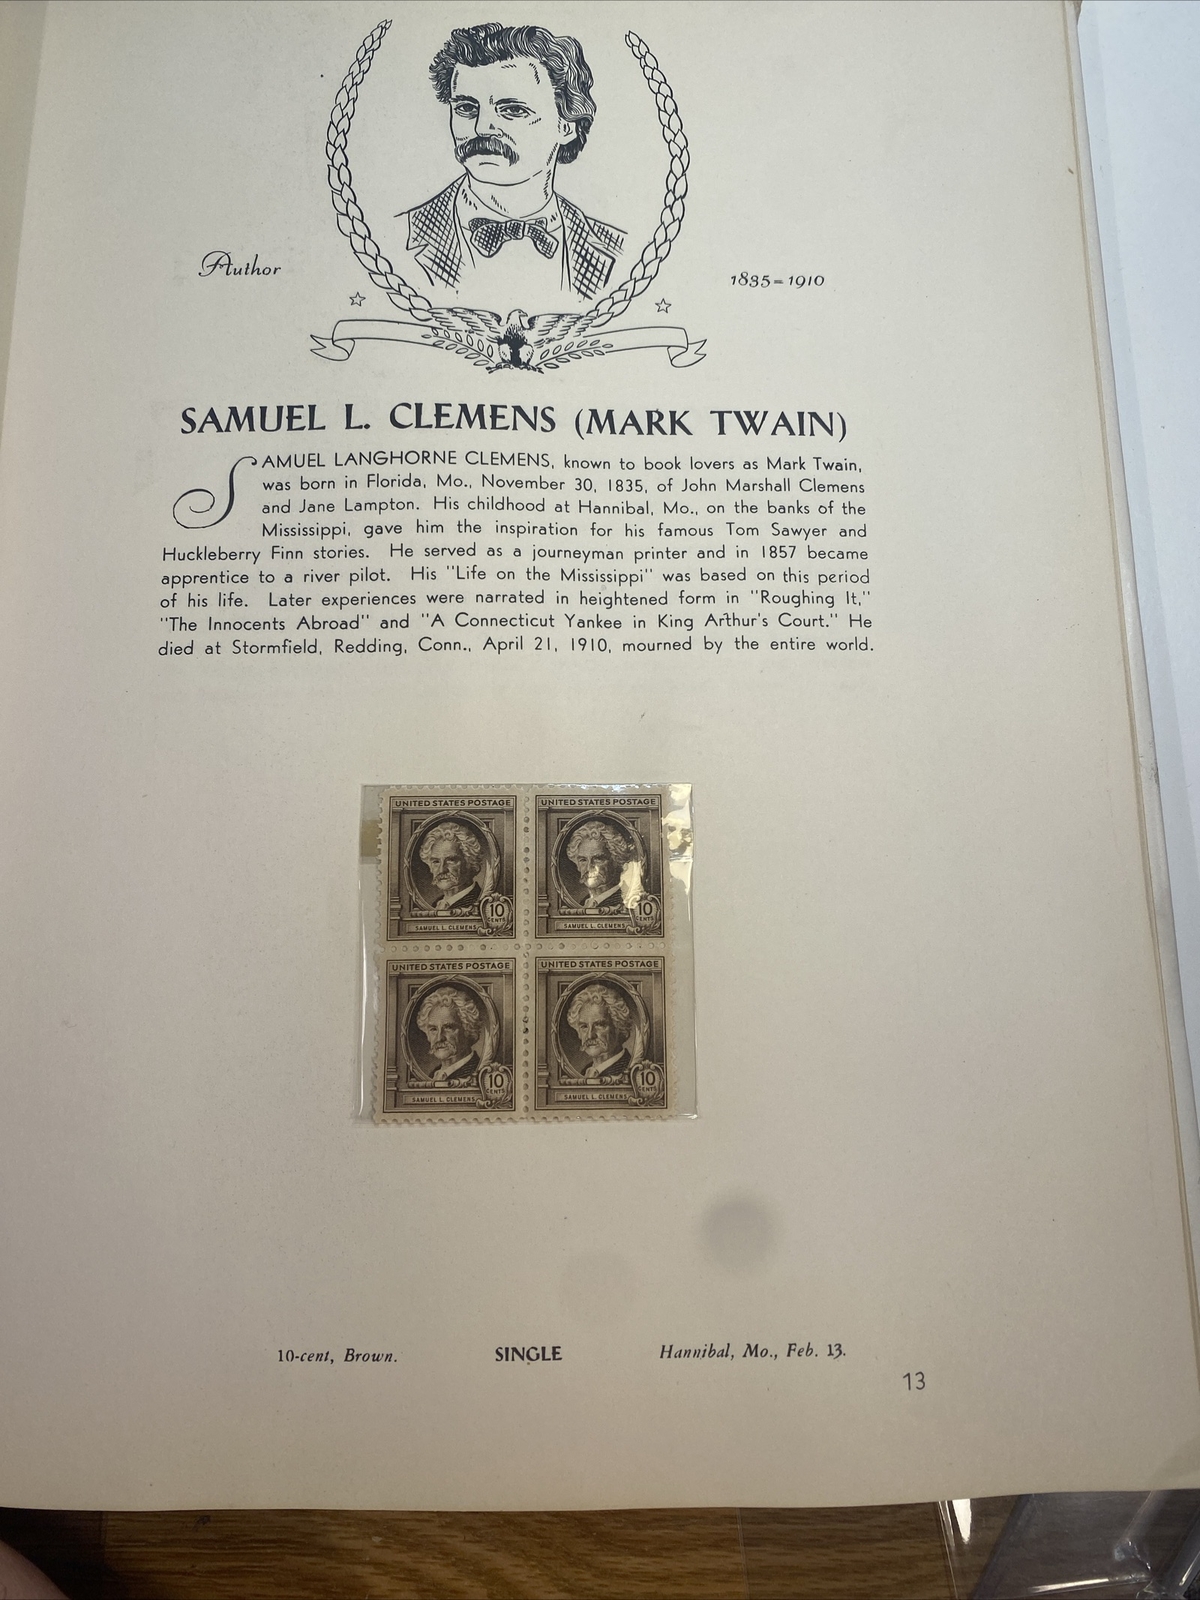 Author
1835=1910
SAMUEL L. CLEMENS (MARK TWAIN)
SAMUEL LANGHORNE CLEMENS, known to book lovers as Mark Twain,
was born in Florida, Mo., November 30, 1835, of John Marshall Clemens
and Jane Lampton. His childhood at Hannibal, Mo., on the banks of the
Mississippi, gave him the inspiration for his famous Tom Sawyer and
Huckleberry Finn stories. He served as a journeyman printer and in 1857 became
apprentice to a river pilot. His "Life on the Mississippi" was based on this period
of his life. Later experiences were narrated in heightened form in "Roughing It,"
"The Innocents Abroad" and "A Connecticut Yankee in King Arthur's Court." He
died at Stormfield, Redding, Conn., April 21, 1910, mourned by the entire world.
UNITED STATES POSTAGE
10
CENTS
SAMUEL L. CLEMENS
UNITED STATES POSTAGE
10
CENTS
SAMUEL L. CLEMENS
UNITED STATES POSTAGE
10
CENTS
SAMUEL L. CLEMENS
UNITED STATES POSTAGE
10
CENTS
SAMUEL L. CLEMENS
10-cent, Brown.
SINGLE
Hannibal, Mo., Feb. 13.
13